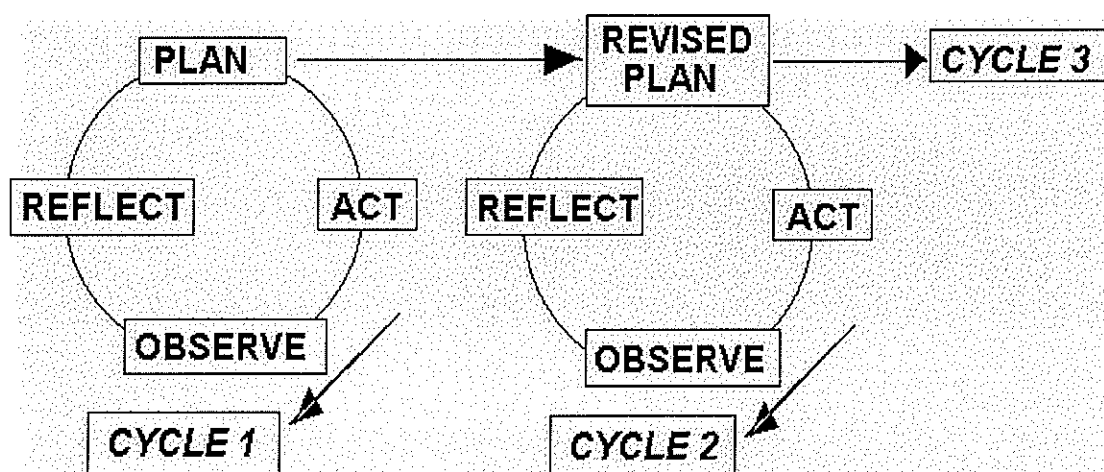 PLAN
REVISED
PLAN
CYCLE 3
REFLECT
ACT
REFLECT
ACT
OBSERVE
OBSERVE
CYCLE 1
CYCLE 2